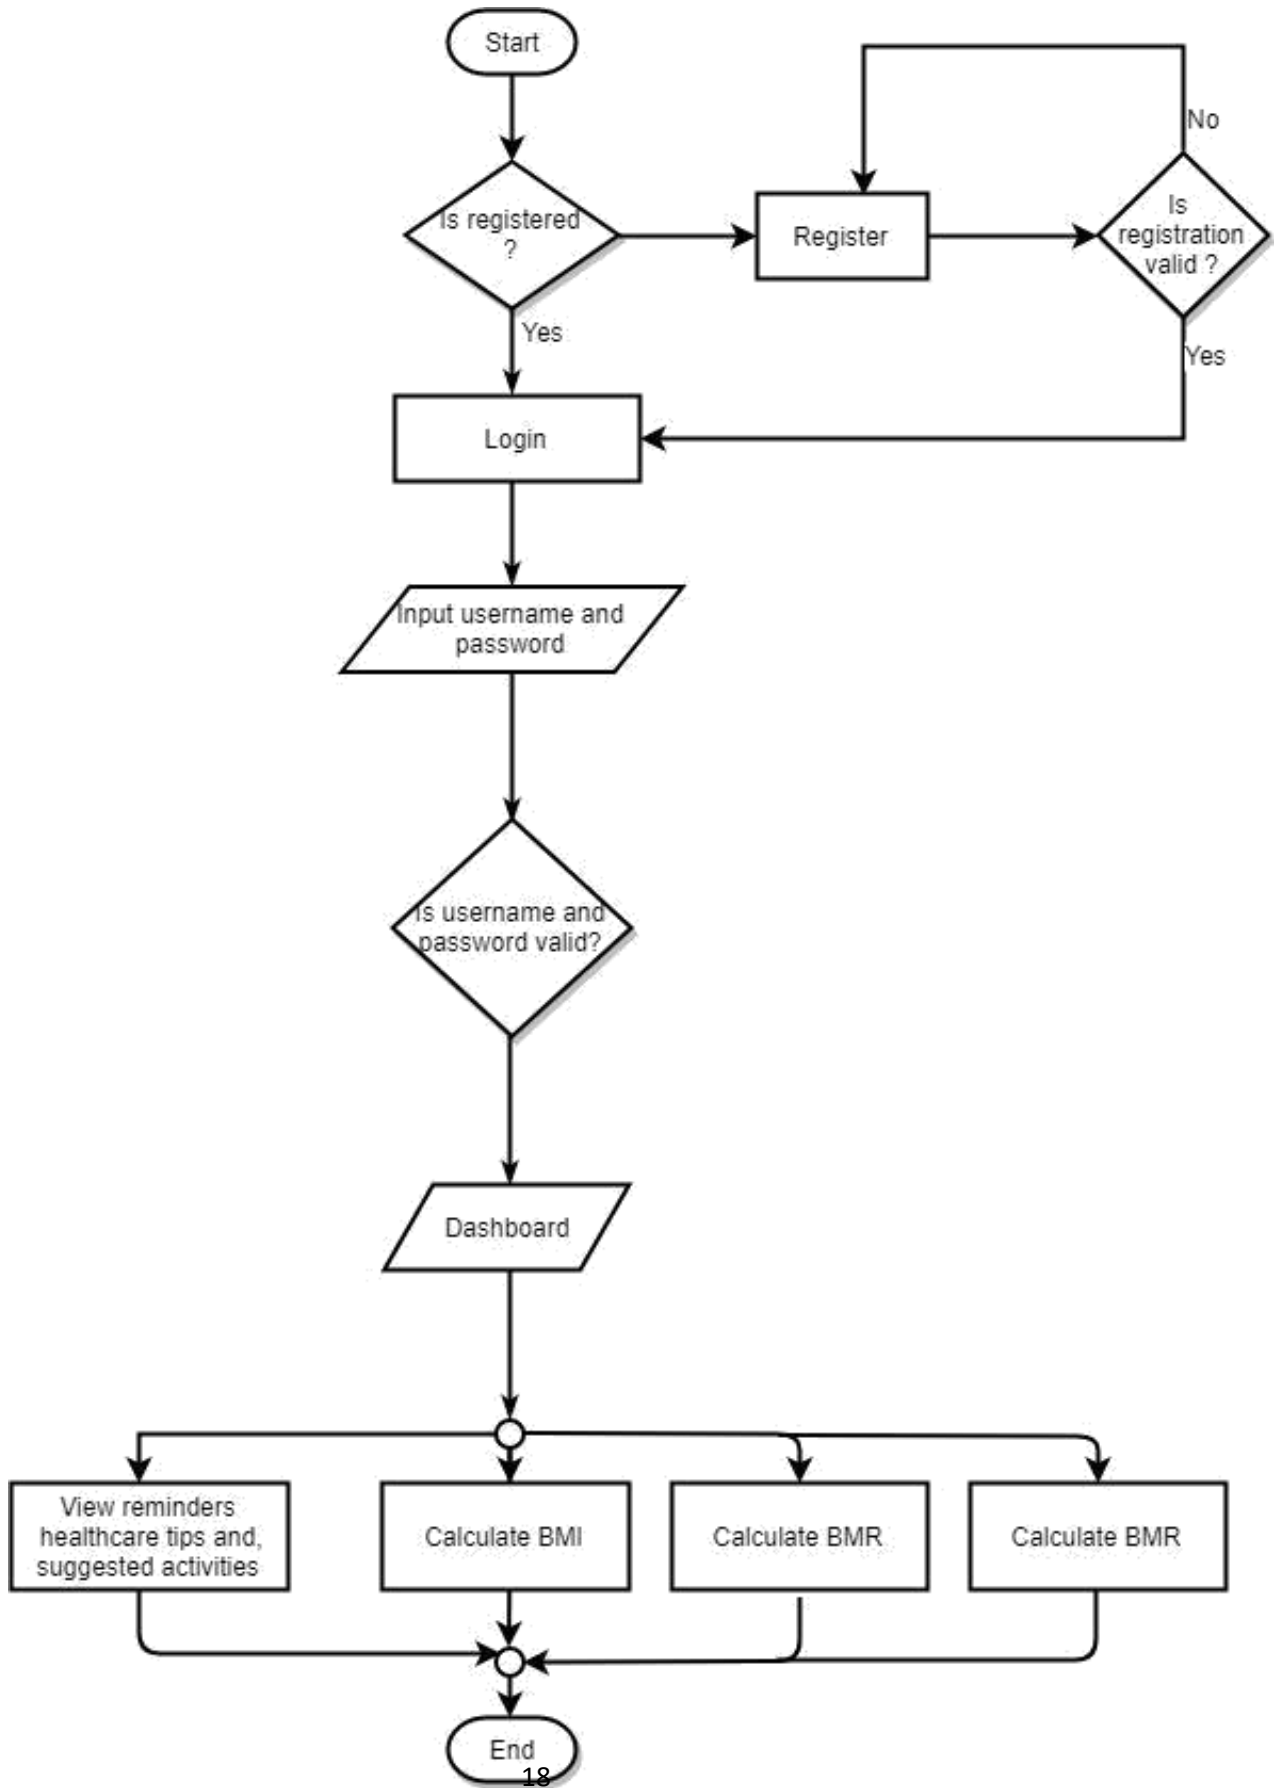 Start
No
Is registered
?
Register
Is
registration
valid ?
Yes
Yes
Login
Input username and
password
Is username and
password valid?
Dashboard
View reminders
healthcare tips and,
suggested activities
Calculate BMI
Calculate BMR
Calculate BMR
End
18